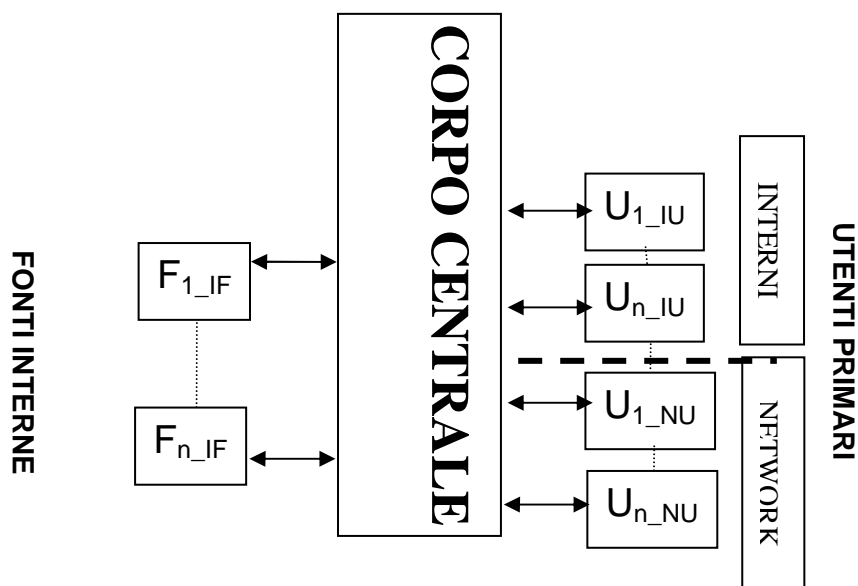 FONTI INTERNE
F1_IF
Fn_IF
CORPO CENTRALE
U1_IU
Un_IU
U1_NU
Un_NU
INTERNI
NETWORK
UTENTI PRIMARI